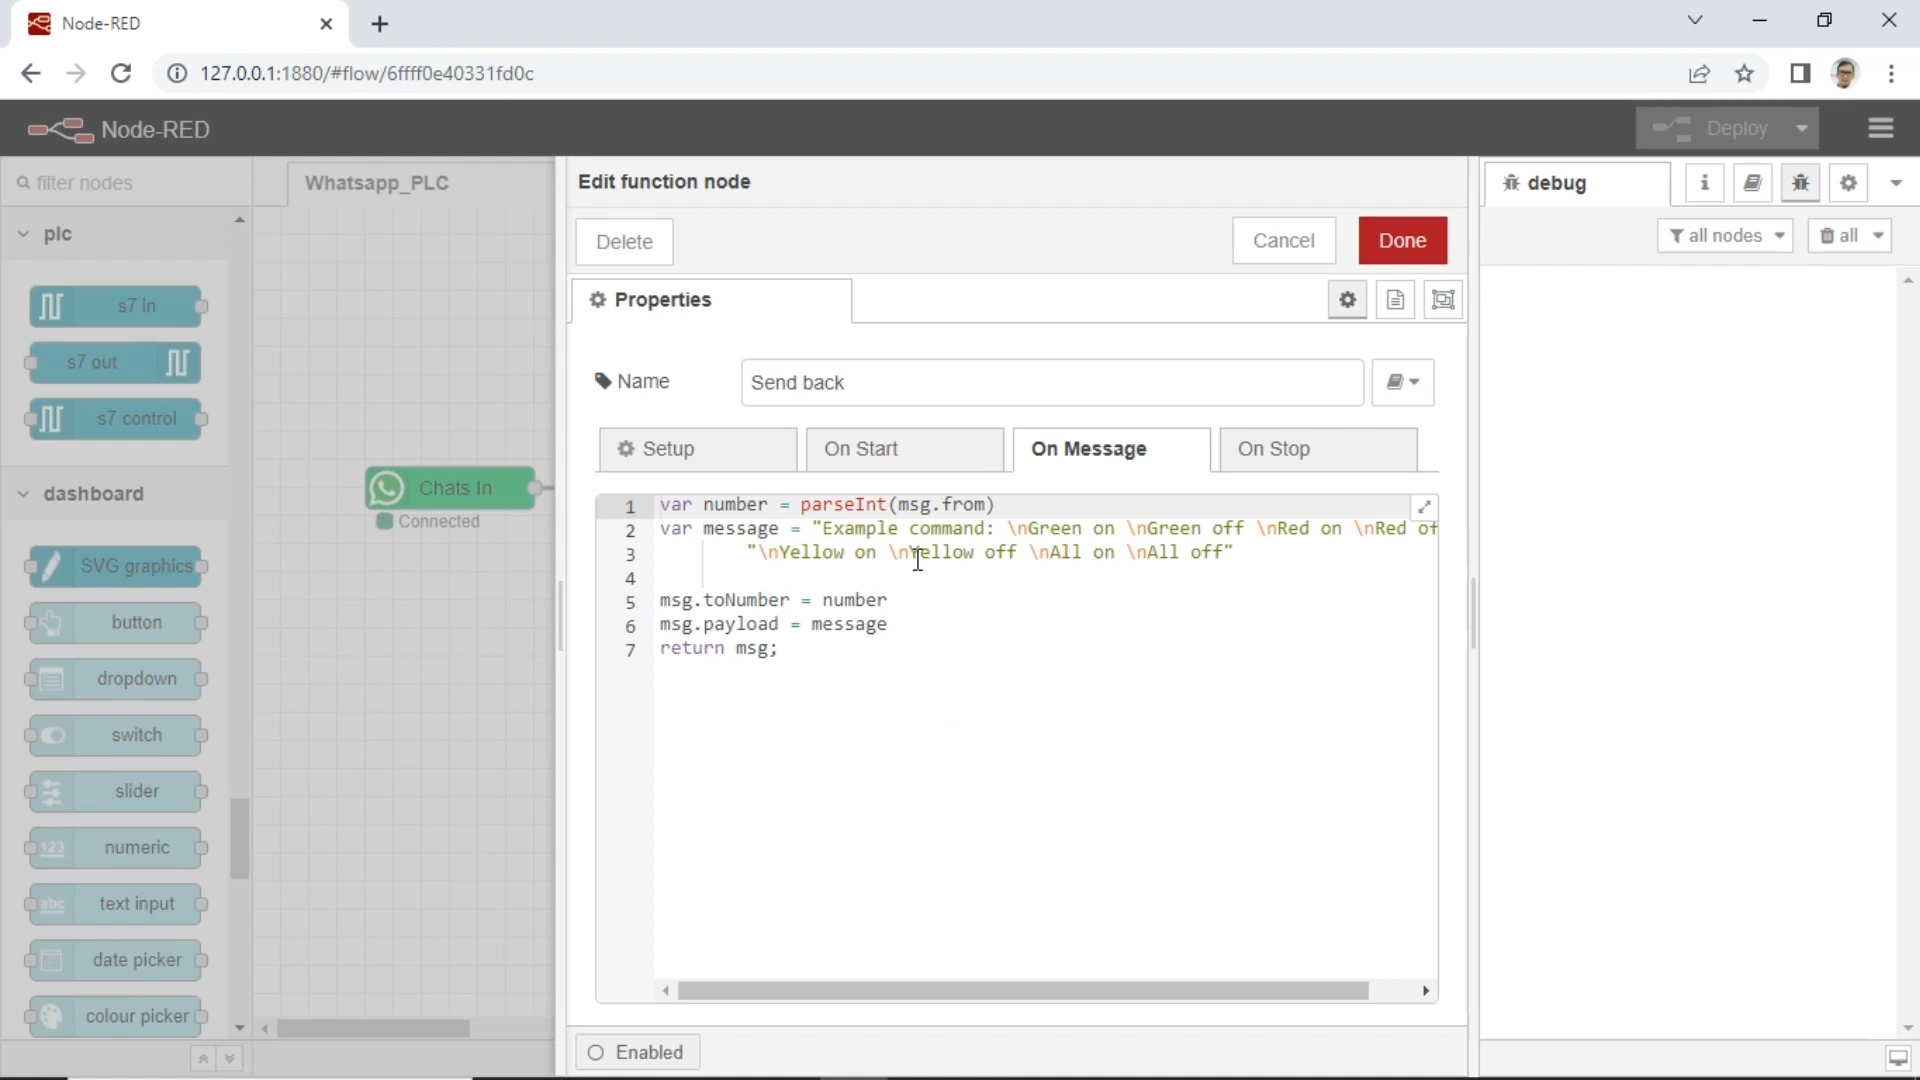 Node-RED
127.0.0.1:1880/#flow/6ffff0e40331fd0c
Node-RED
Deploy
filter nodes
Whatsapp_PLC
Edit function node
debug
i
plc
Delete
Cancel
Done
all nodes
all
s7 in
Properties
s7 out
Name
Send back
s7 control
Setup
On Start
On Message
On Stop
dashboard
Chats In
Connected
1 var number = parseInt(msg.from)
2 var message = "Example command: \nGreen on \nGreen off \nRed on \nRed of
3 "\nYellow on \nYellow off \nAll on \nAll off"
4
5 msg.toNumber = number
6 msg.payload = message
7 return msg;
SVG graphics
button
dropdown
switch
slider
123 numeric
abc text input
date picker
colour picker
Enabled